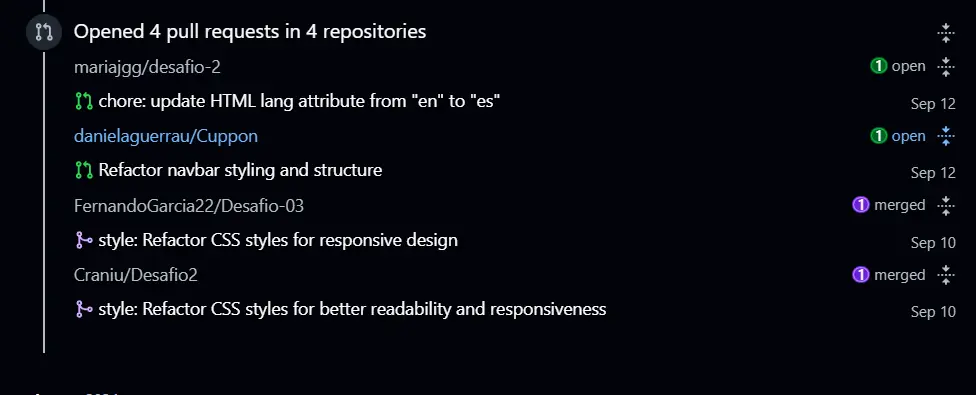 Opened 4 pull requests in 4 repositories
mariajgg/desafio-2 1 open
chore: update HTML lang attribute from "en" to "es" Sep 12
danielaguerrau/Cuppon 1 open
Refactor navbar styling and structure Sep 12
FernandoGarcia22/Desafio-03 1 merged
style: Refactor CSS styles for responsive design Sep 10
Craniu/Desafio2 1 merged
style: Refactor CSS styles for better readability and responsiveness Sep 10